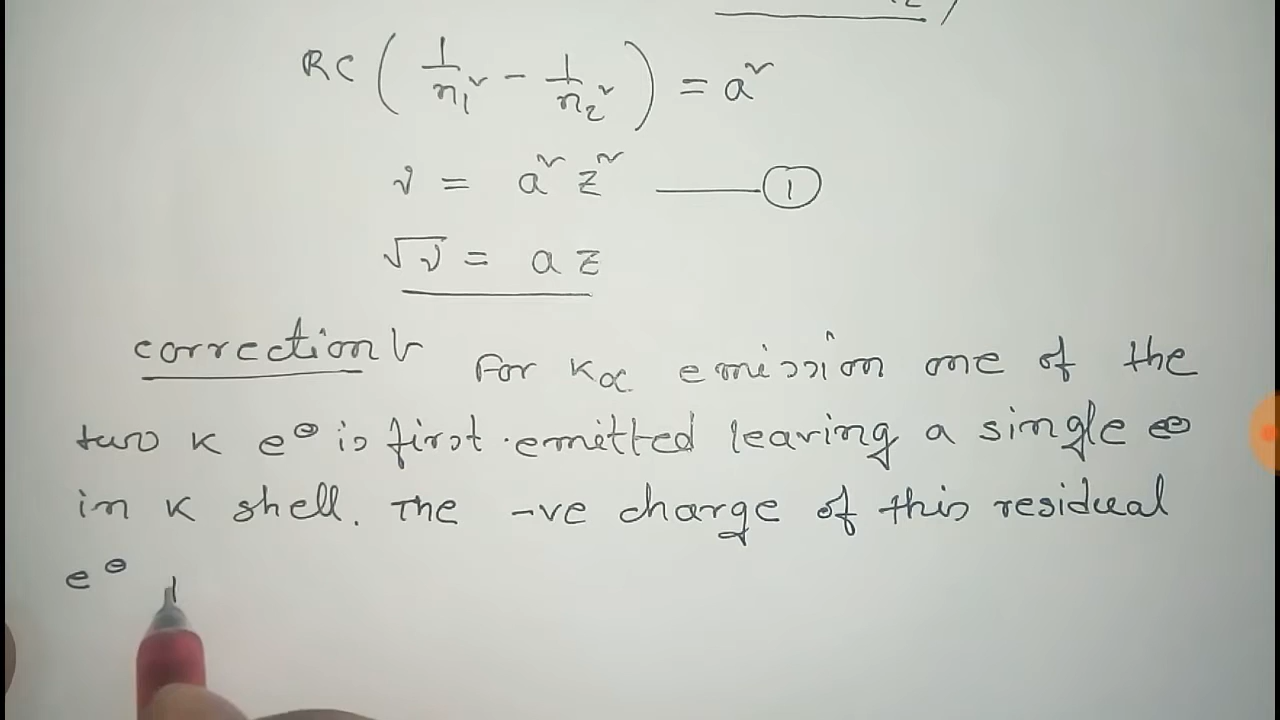 RC ( 1/n₁² - 1/n₂² ) = a²
ν = a² z² —— ①
√ν = a z
correction :- For Kα emission one of the
two K e⊖ is first emitted leaving a single e⊖
in K shell. The -ve charge of this residual
e⊖